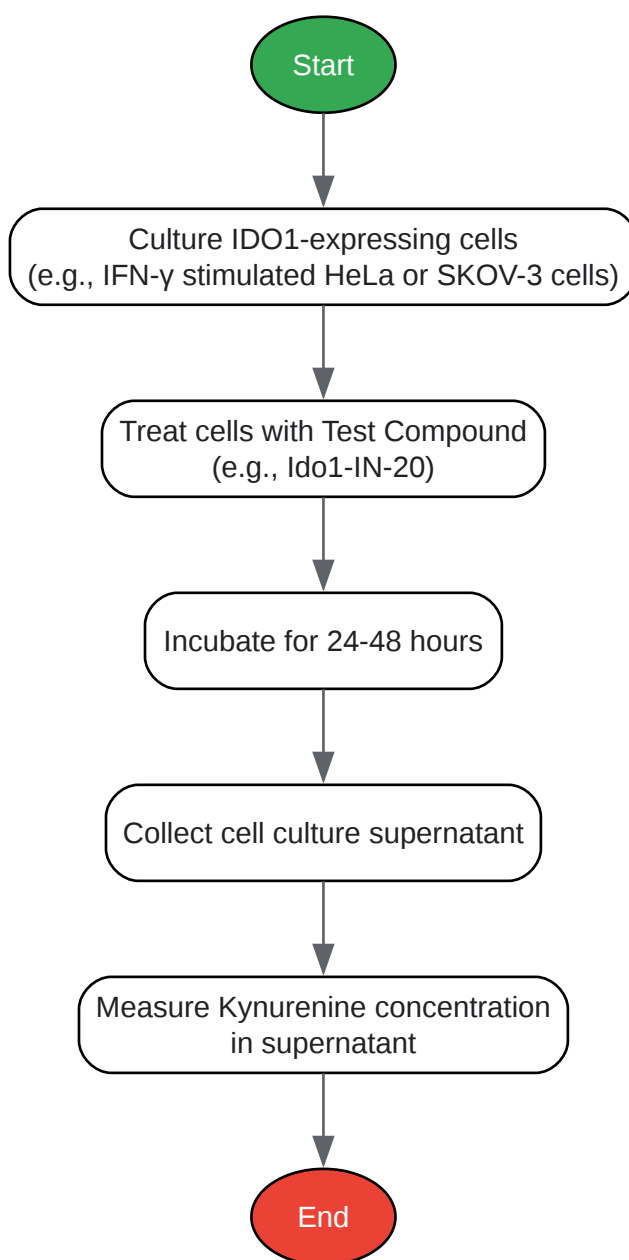 Start
Culture IDO1-expressing cells
(e.g., IFN-γ stimulated HeLa or SKOV-3 cells)
Treat cells with Test Compound
(e.g., Ido1-IN-20)
Incubate for 24-48 hours
Collect cell culture supernatant
Measure Kynurenine concentration
in supernatant
End